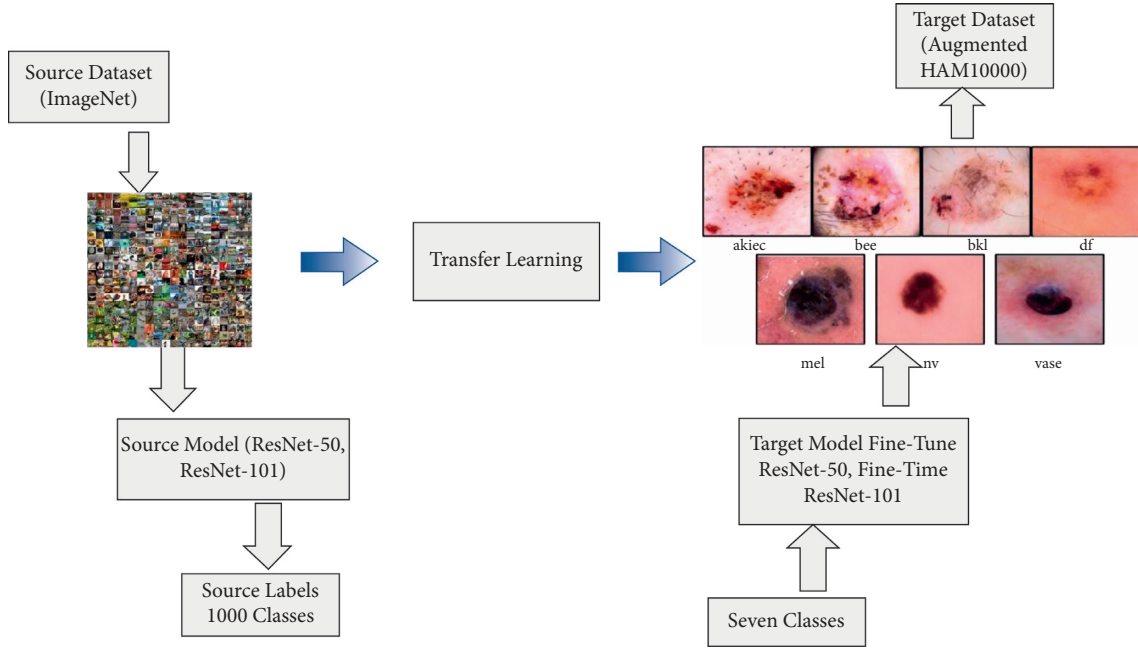 Source Dataset
(ImageNet)
Source Model (ResNet-50,
ResNet-101)
Source Labels
1000 Classes
Transfer Learning
Target Dataset
(Augmented
HAM10000)
akiec
bee
bkl
df
mel
nv
vase
Target Model Fine-Tune
ResNet-50, Fine-Time
ResNet-101
Seven Classes